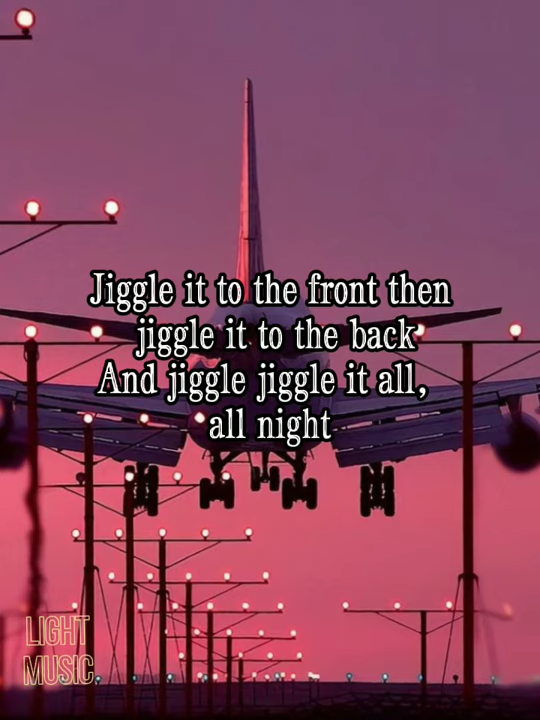 Jiggle it to the front then
jiggle it to the back
And jiggle jiggle it all,
all night
LIGHT
MUSIC